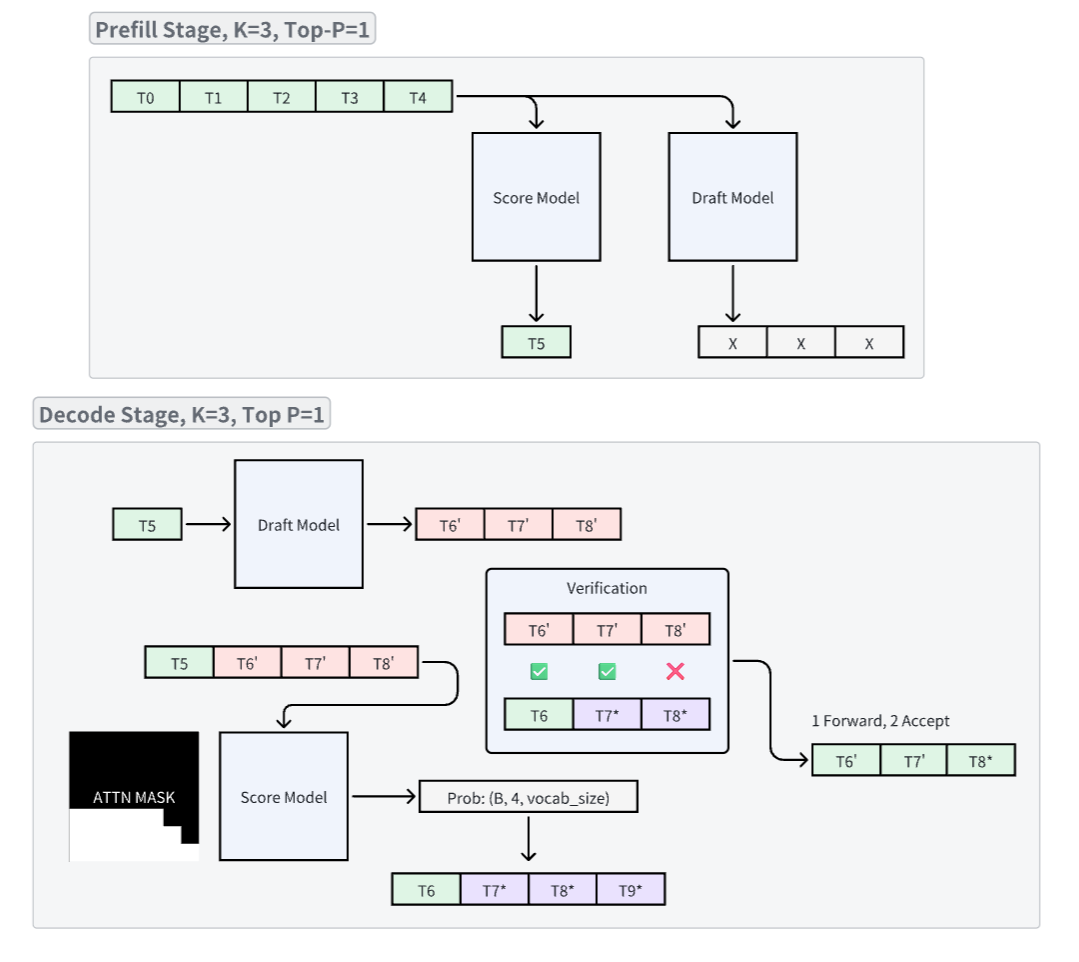 Prefill Stage, K=3, Top-P=1
T0 T1 T2 T3 T4
Score Model
Draft Model
T5
X X X
Decode Stage, K=3, Top P=1
T5
Draft Model
T6' T7' T8'
Verification
T6' T7' T8'
T6 T7* T8*
T5 T6' T7' T8'
1 Forward, 2 Accept
T6' T7' T8*
ATTN MASK
Score Model
Prob: (B, 4, vocab_size)
T6 T7* T8* T9*